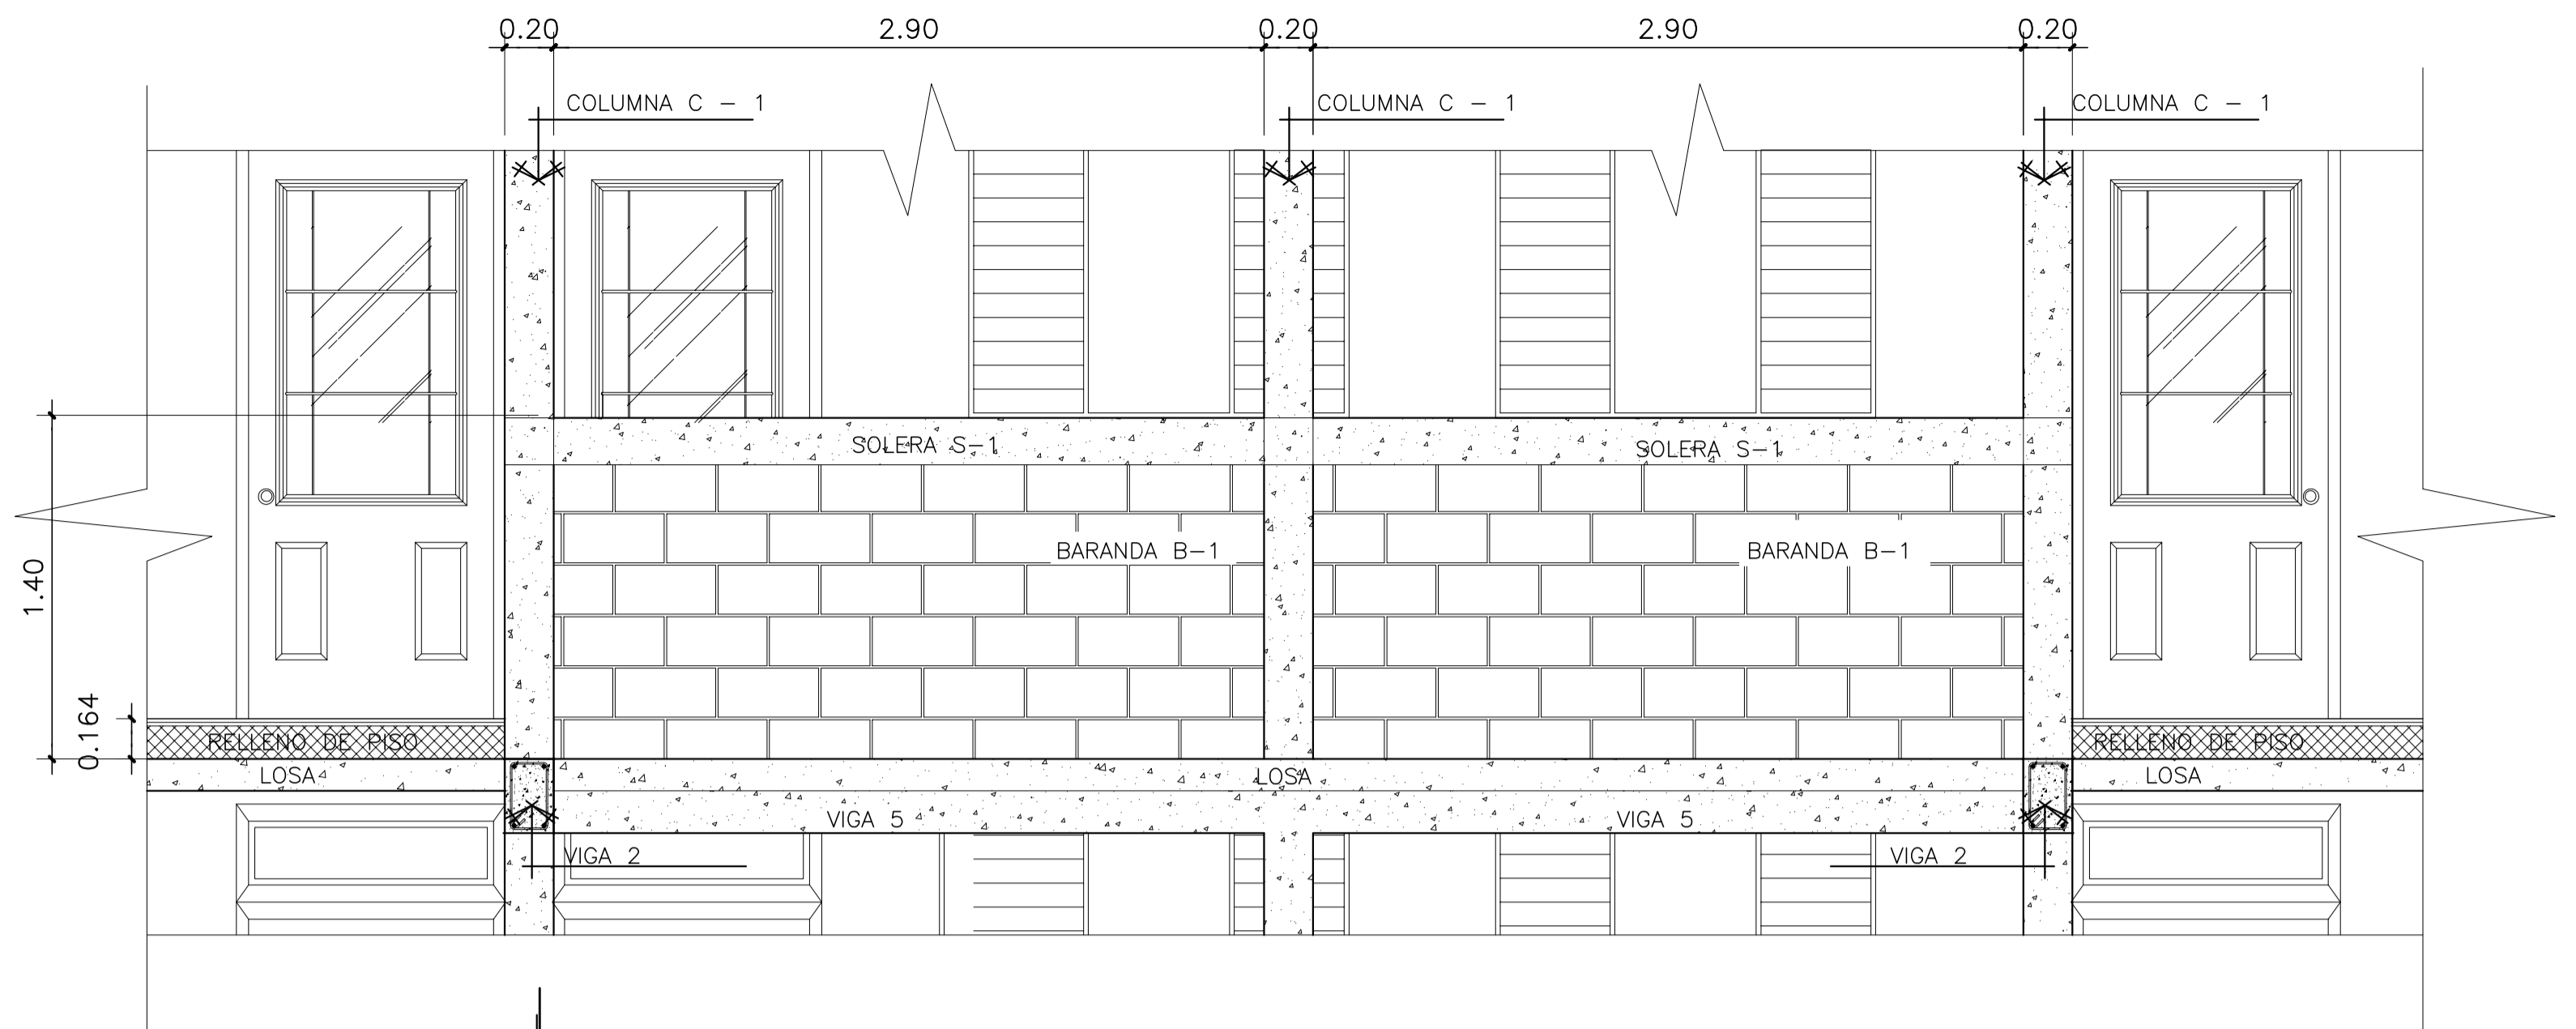 0.20 2.90 0.20 2.90 0.20
COLUMNA C - 1 COLUMNA C - 1 COLUMNA C - 1
SOLERA S-1 SOLERA S-1
BARANDA B-1 BARANDA B-1
1.40
0.164
RELLENO DE PISO RELLENO DE PISO
LOSA LOSA LOSA
VIGA 5 VIGA 5
VIGA 2 VIGA 2